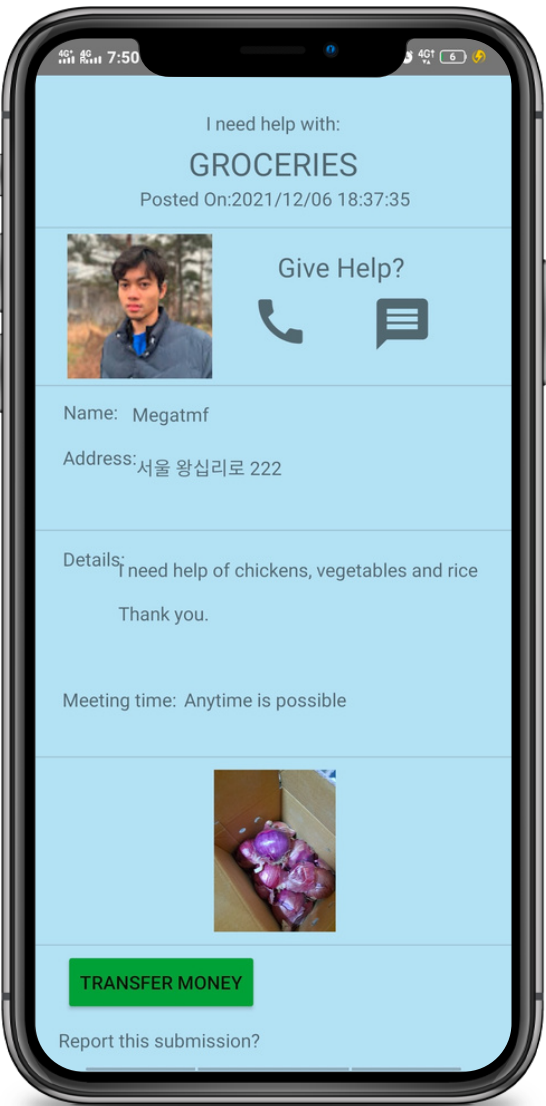 4G+ 4G 7:50 4G↑ 6
I need help with:
GROCERIES
Posted On:2021/12/06 18:37:35
Give Help?
Name: Megatmf
Address: 서울 왕십리로 222
Details: I need help of chickens, vegetables and rice
Thank you.
Meeting time: Anytime is possible
TRANSFER MONEY
Report this submission?